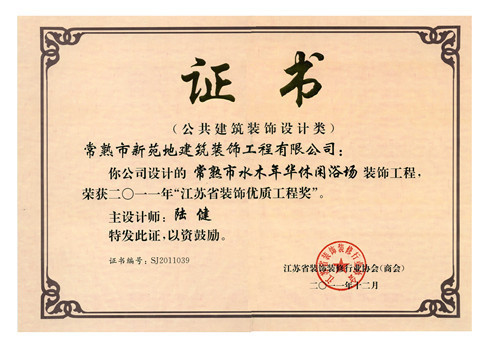 证书
（公共建筑装饰设计类）
常熟市新苑地建筑装饰工程有限公司：
你公司设计的 常熟市水木年华休闲浴场 装饰工程，
荣获二〇一一年“江苏省装饰优质工程奖”。
主设计师：陆 健
特发此证，以资鼓励。
证书编号：SJ2011039
江苏省装饰装修行业协会（商会）
二〇一一年十二月